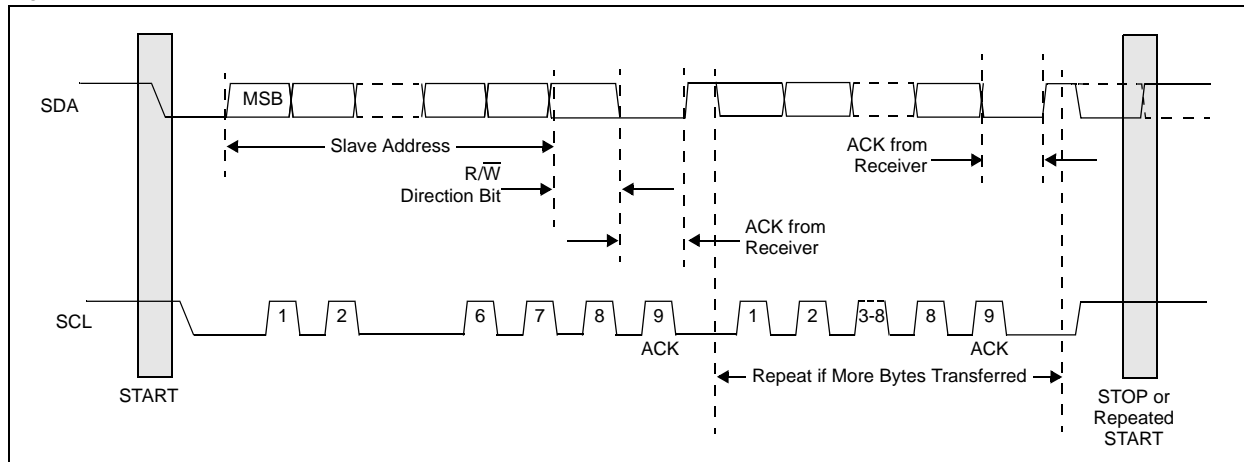 SDA
MSB
Slave Address
R/W̅
Direction Bit
ACK from
Receiver
ACK from
Receiver
SCL
1
2
6
7
8
9
1
2
3-8
8
9
ACK
ACK
Repeat if More Bytes Transferred
START
STOP or
Repeated
START